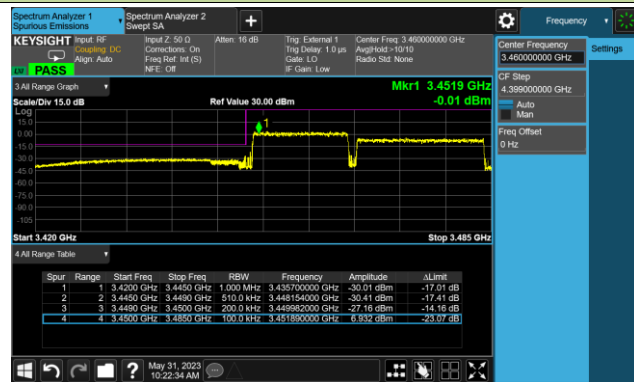 Spectrum Analyzer 1
Spurious Emissions
Spectrum Analyzer 2
Swept SA
Frequency
KEYSIGHT
Input: RF
Coupling: DC
Align: Auto
Input Z: 50 Ω
Corrections: On
Freq Ref: Int (S)
NFE: Off
Atten: 16 dB
Trig: External 1
Trig Delay: 1.0 µs
Gate: LO
IF Gain: Low
Center Freq: 3.460000000 GHz
Avg|Hold:>10/10
Radio Std: None
PASS
Center Frequency
3.460000000 GHz
Settings
CF Step
4.399000000 GHz
Auto
Man
Freq Offset
0 Hz
3 All Range Graph
Mkr1 3.4519 GHz
Scale/Div 15.0 dB
Ref Value 30.00 dBm
-0.01 dBm
Log
15.0
0.00
-15.0
-30.0
-45.0
-60.0
-75.0
-90.0
-105
1
Start 3.420 GHz
Stop 3.485 GHz
4 All Range Table
Spur Range Start Freq Stop Freq RBW Frequency Amplitude ΔLimit
1 1 3.4200 GHz 3.4450 GHz 1.000 MHz 3.435700000 GHz -30.01 dBm -17.01 dB
2 2 3.4450 GHz 3.4490 GHz 510.0 kHz 3.448154000 GHz -30.41 dBm -17.41 dB
3 3 3.4490 GHz 3.4500 GHz 200.0 kHz 3.449982000 GHz -27.16 dBm -14.16 dB
4 4 3.4500 GHz 3.4850 GHz 100.0 kHz 3.451890000 GHz 6.932 dBm -23.07 dB
May 31, 2023
10:22:34 AM